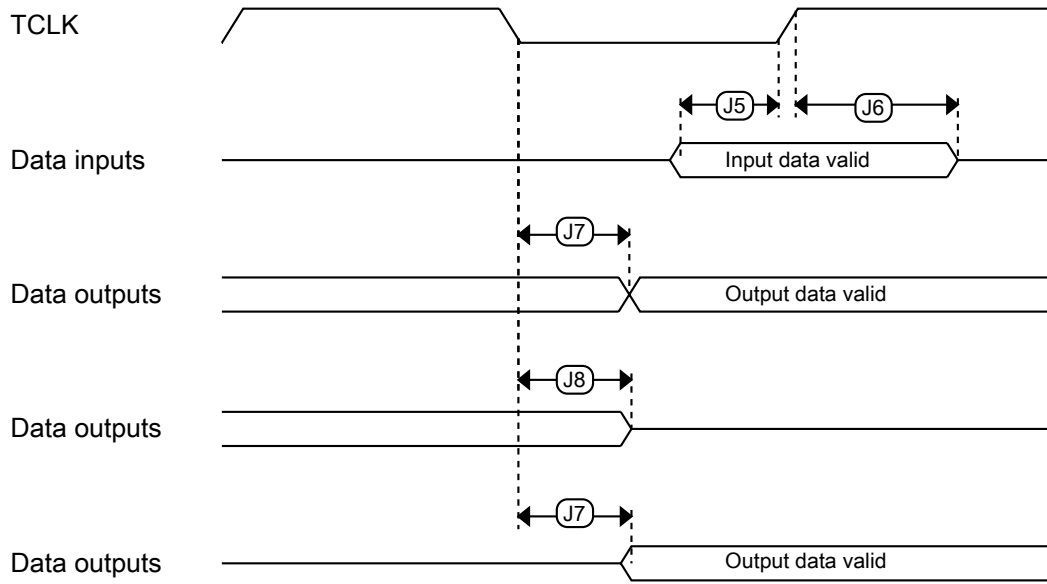 TCLK
J5
J6
Data inputs
Input data valid
J7
Data outputs
Output data valid
J8
Data outputs
J7
Data outputs
Output data valid